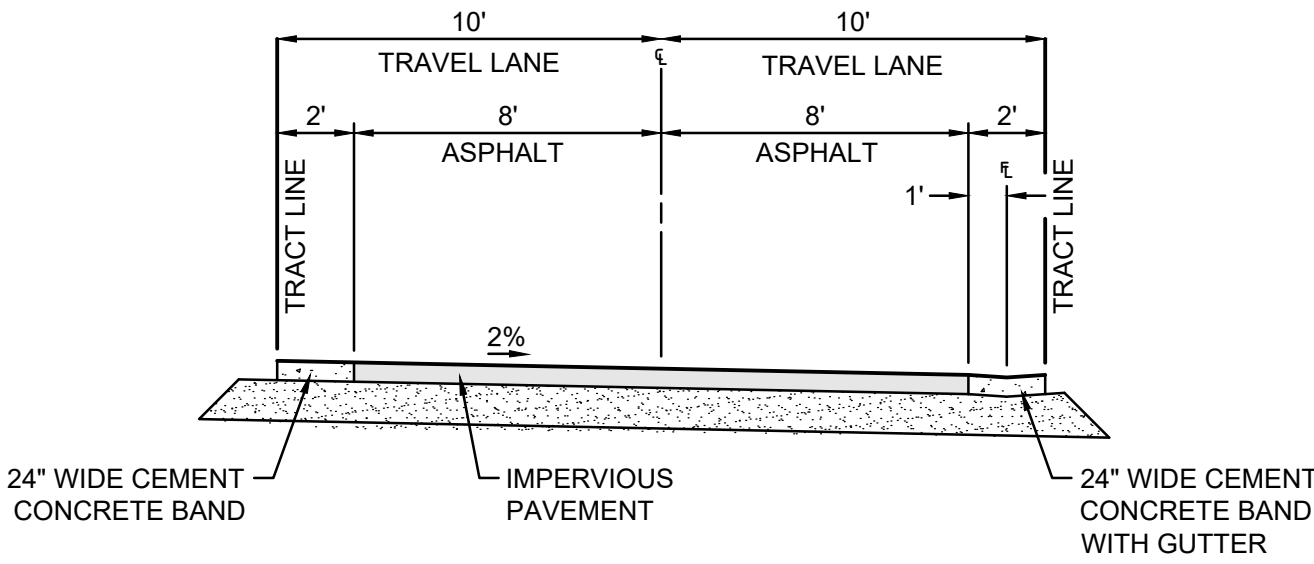 10'
10'
TRAVEL LANE
℄
TRAVEL LANE
2'
8'
8'
2'
ASPHALT
ASPHALT
FL
1'
TRACT LINE
TRACT LINE
2%
24" WIDE CEMENT
CONCRETE BAND
IMPERVIOUS
PAVEMENT
24" WIDE CEMENT
CONCRETE BAND
WITH GUTTER